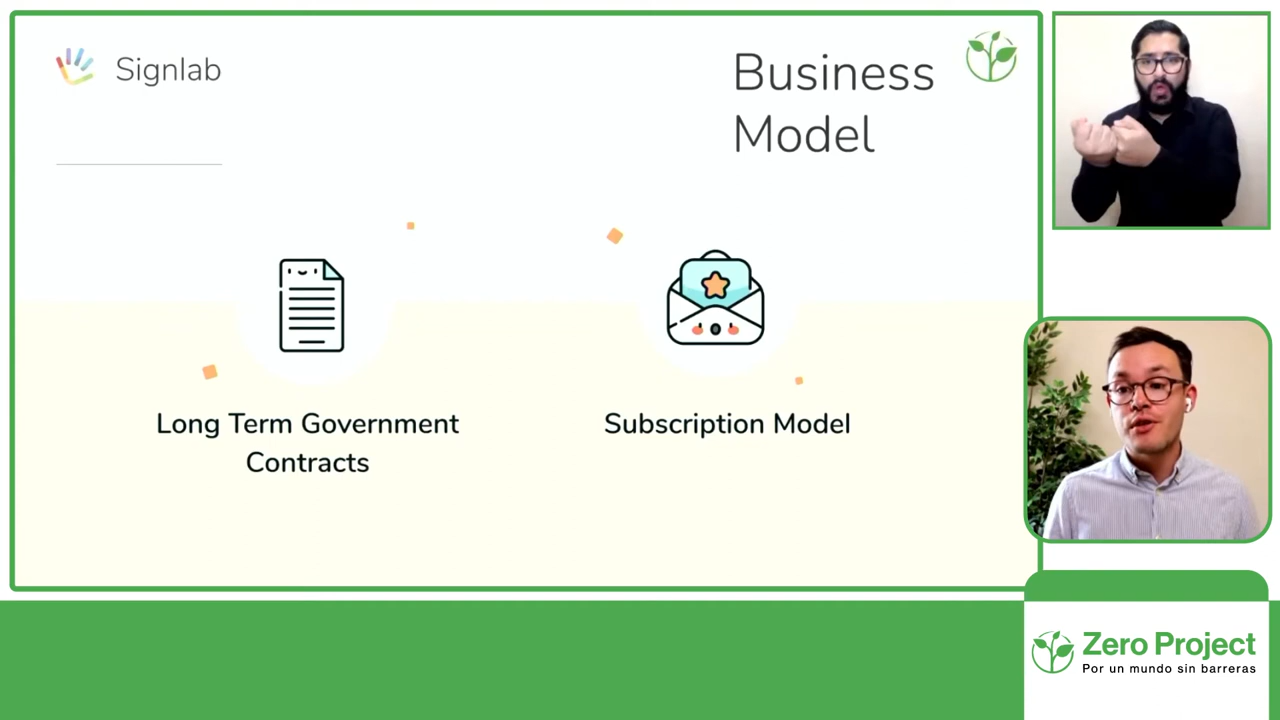 Signlab
Business
Model
Long Term Government
Contracts
Subscription Model
Zero Project
Por un mundo sin barreras